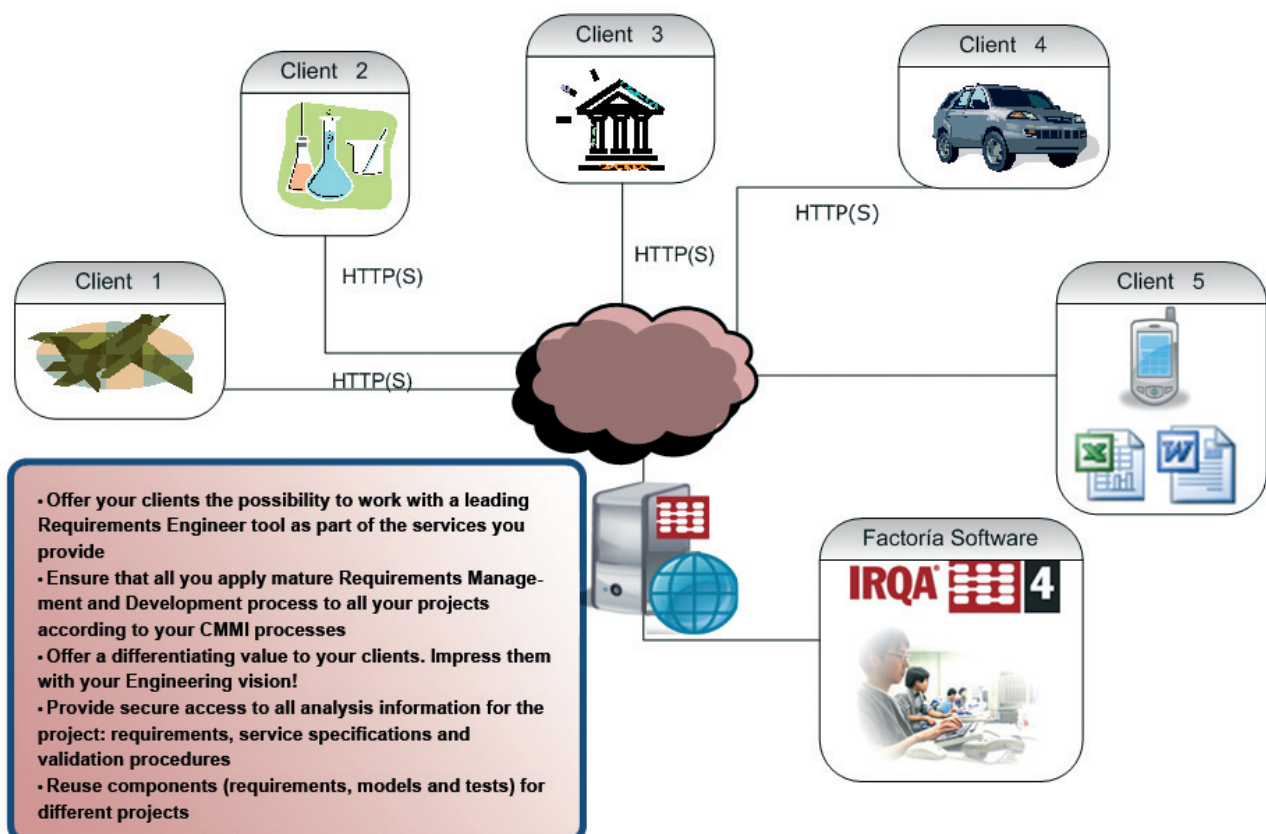 Client 3
Client 4
Client 2
HTTP(S)
HTTP(S)
HTTP(S)
Client 1
Client 5
HTTP(S)
• Offer your clients the possibility to work with a leading
Requirements Engineer tool as part of the services you
provide
• Ensure that all you apply mature Requirements Manage-
ment and Development process to all your projects
according to your CMMI processes
• Offer a differentiating value to your clients. Impress them
with your Engineering vision!
• Provide secure access to all analysis information for the
project: requirements, service specifications and
validation procedures
• Reuse components (requirements, models and tests) for
different projects
X
W
Factoría Software
IRQA® 4